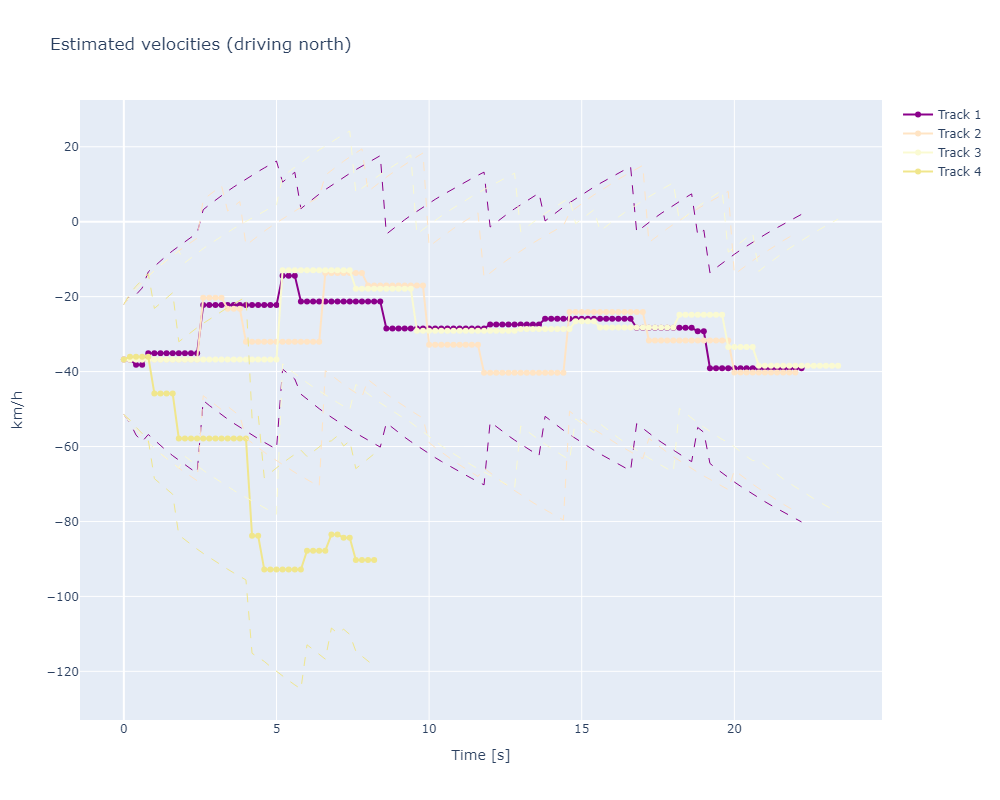 Estimated velocities (driving north)
Track 1
Track 2
Track 3
Track 4
20
0
−20
−40
−60
−80
−100
−120
km/h
0 5 10 15 20
Time [s]